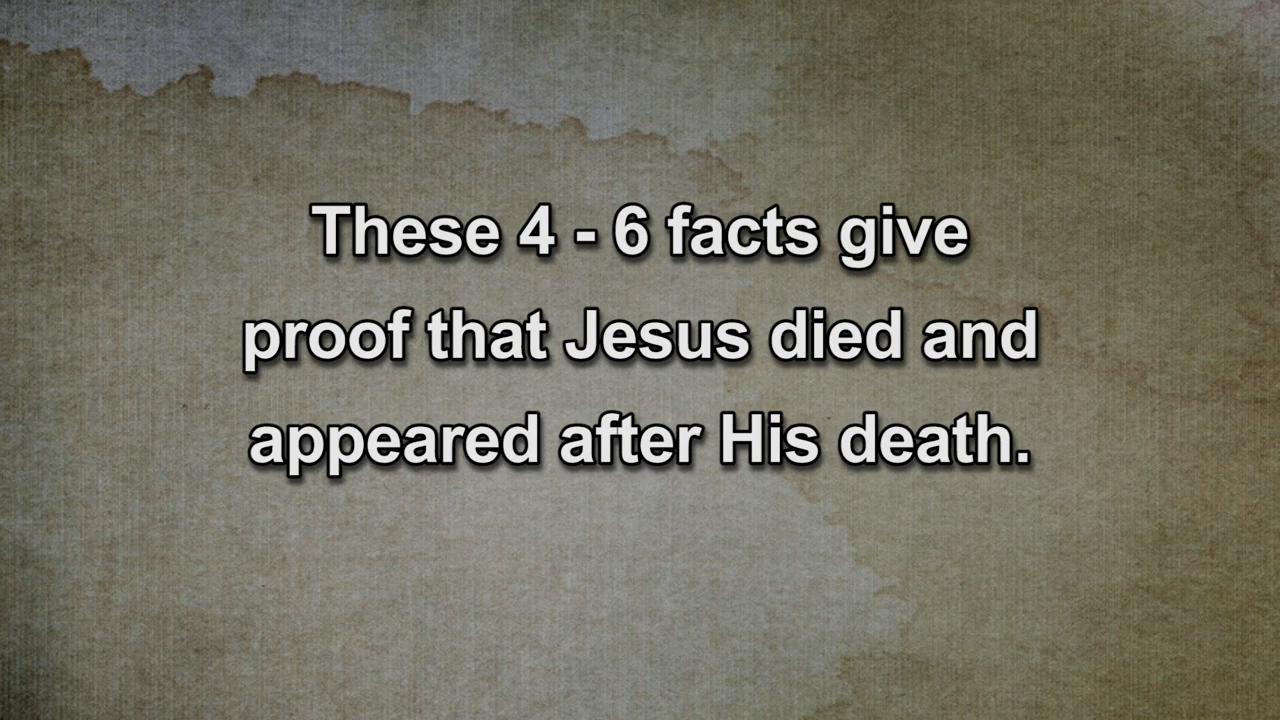 These 4 - 6 facts give
proof that Jesus died and
appeared after His death.